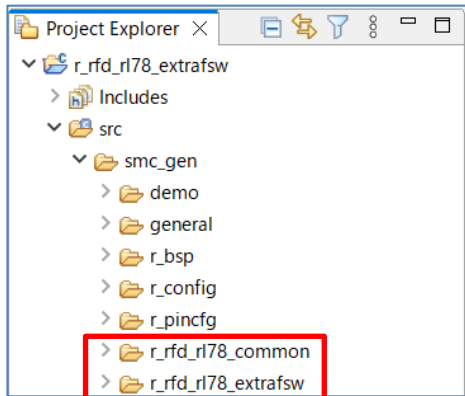 Project Explorer
r_rfd_rl78_extrafsw
Includes
src
smc_gen
demo
general
r_bsp
r_config
r_pincfg
r_rfd_rl78_common
r_rfd_rl78_extrafsw